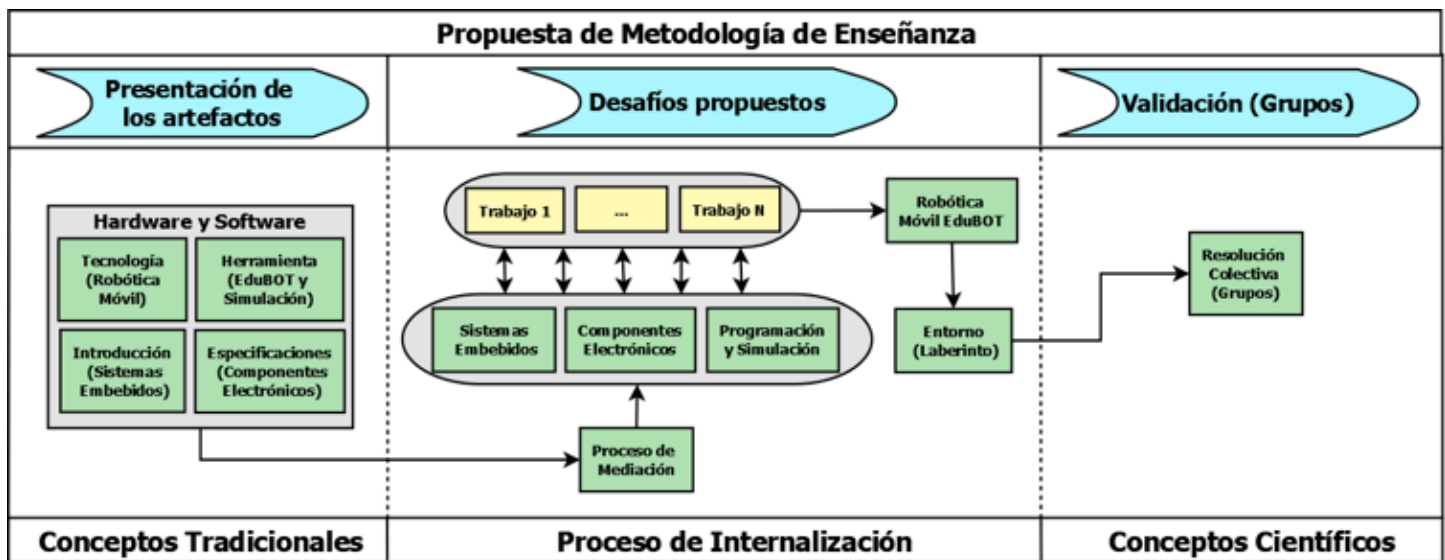 Propuesta de Metodología de Enseñanza
Presentación de
los artefactos
Desafíos propuestos
Validación (Grupos)
Hardware y Software
Tecnología
(Robótica
Móvil)
Herramienta
(EduBOT y
Simulación)
Introducción
(Sistemas
Embebidos)
Especificaciones
(Componentes
Electrónicos)
Trabajo 1
...
Trabajo N
Sistemas
Embebidos
Componentes
Electrónicos
Programación
y Simulación
Proceso de
Mediación
Robótica
Móvil EduBOT
Entorno
(Laberinto)
Resolución
Colectiva
(Grupos)
Conceptos Tradicionales
Proceso de Internalización
Conceptos Científicos